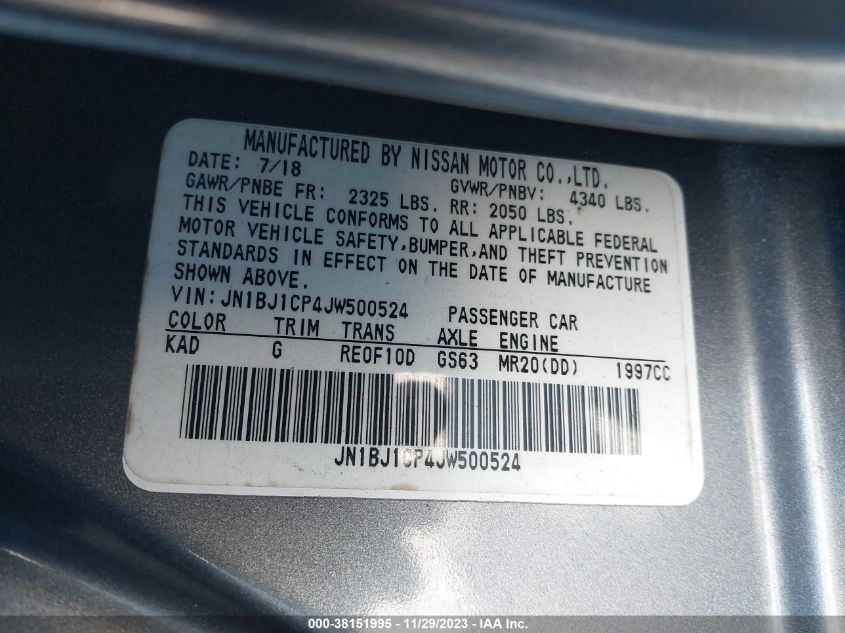 MANUFACTURED BY NISSAN MOTOR CO.,LTD.
DATE: 7/18 GVWR/PNBV: 4340 LBS.
GAWR/PNBE FR: 2325 LBS. RR: 2050 LBS.
THIS VEHICLE CONFORMS TO ALL APPLICABLE FEDERAL
MOTOR VEHICLE SAFETY,BUMPER,AND THEFT PREVENTION
STANDARDS IN EFFECT ON THE DATE OF MANUFACTURE
SHOWN ABOVE.
VIN:JN1BJ1CP4JW500524 PASSENGER CAR
COLOR TRIM TRANS AXLE ENGINE
KAD G RE0F10D GS63 MR20(DD) 1997CC
JN1BJ1CP4JW500524
000-38151995 - 11/29/2023 - IAA Inc.